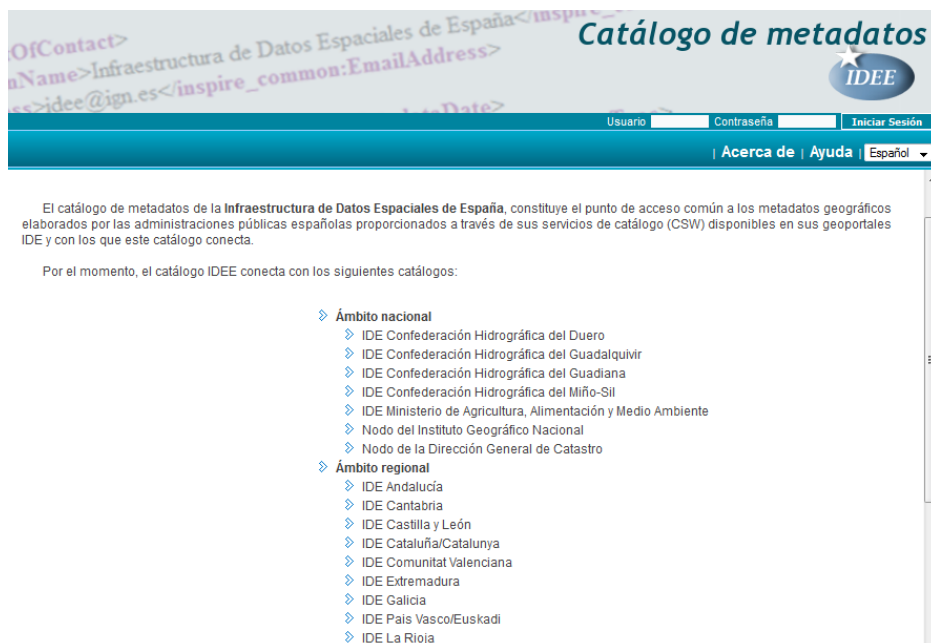 :OfContact>
nName>Infraestructura de Datos Espaciales de España</inspire_c
ss>idee@ign.es</inspire_common:EmailAddress>
Date>
Catálogo de metadatos
IDEE
Usuario Contraseña Iniciar Sesión
| Acerca de | Ayuda | Español
El catálogo de metadatos de la Infraestructura de Datos Espaciales de España, constituye el punto de acceso común a los metadatos geográficos
elaborados por las administraciones públicas españolas proporcionados a través de sus servicios de catálogo (CSW) disponibles en sus geoportales
IDE y con los que este catálogo conecta.
Por el momento, el catálogo IDEE conecta con los siguientes catálogos:
Ámbito nacional
IDE Confederación Hidrográfica del Duero
IDE Confederación Hidrográfica del Guadalquivir
IDE Confederación Hidrográfica del Guadiana
IDE Confederación Hidrográfica del Miño-Sil
IDE Ministerio de Agricultura, Alimentación y Medio Ambiente
Nodo del Instituto Geográfico Nacional
Nodo de la Dirección General de Catastro
Ámbito regional
IDE Andalucía
IDE Cantabria
IDE Castilla y León
IDE Cataluña/Catalunya
IDE Comunitat Valenciana
IDE Extremadura
IDE Galicia
IDE Pais Vasco/Euskadi
IDE La Rioja